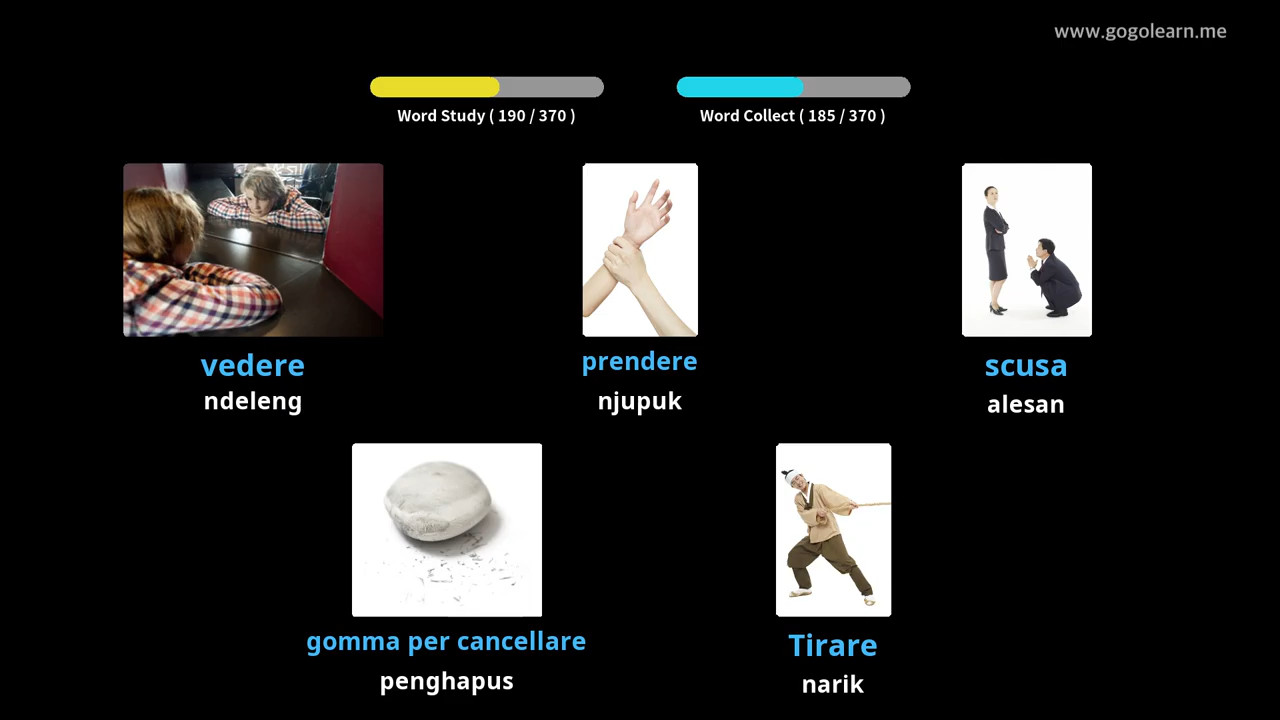 www.gogolearn.me
Word Study ( 190 / 370 )
Word Collect ( 185 / 370 )
vedere
ndeleng
prendere
njupuk
scusa
alesan
gomma per cancellare
penghapus
Tirare
narik